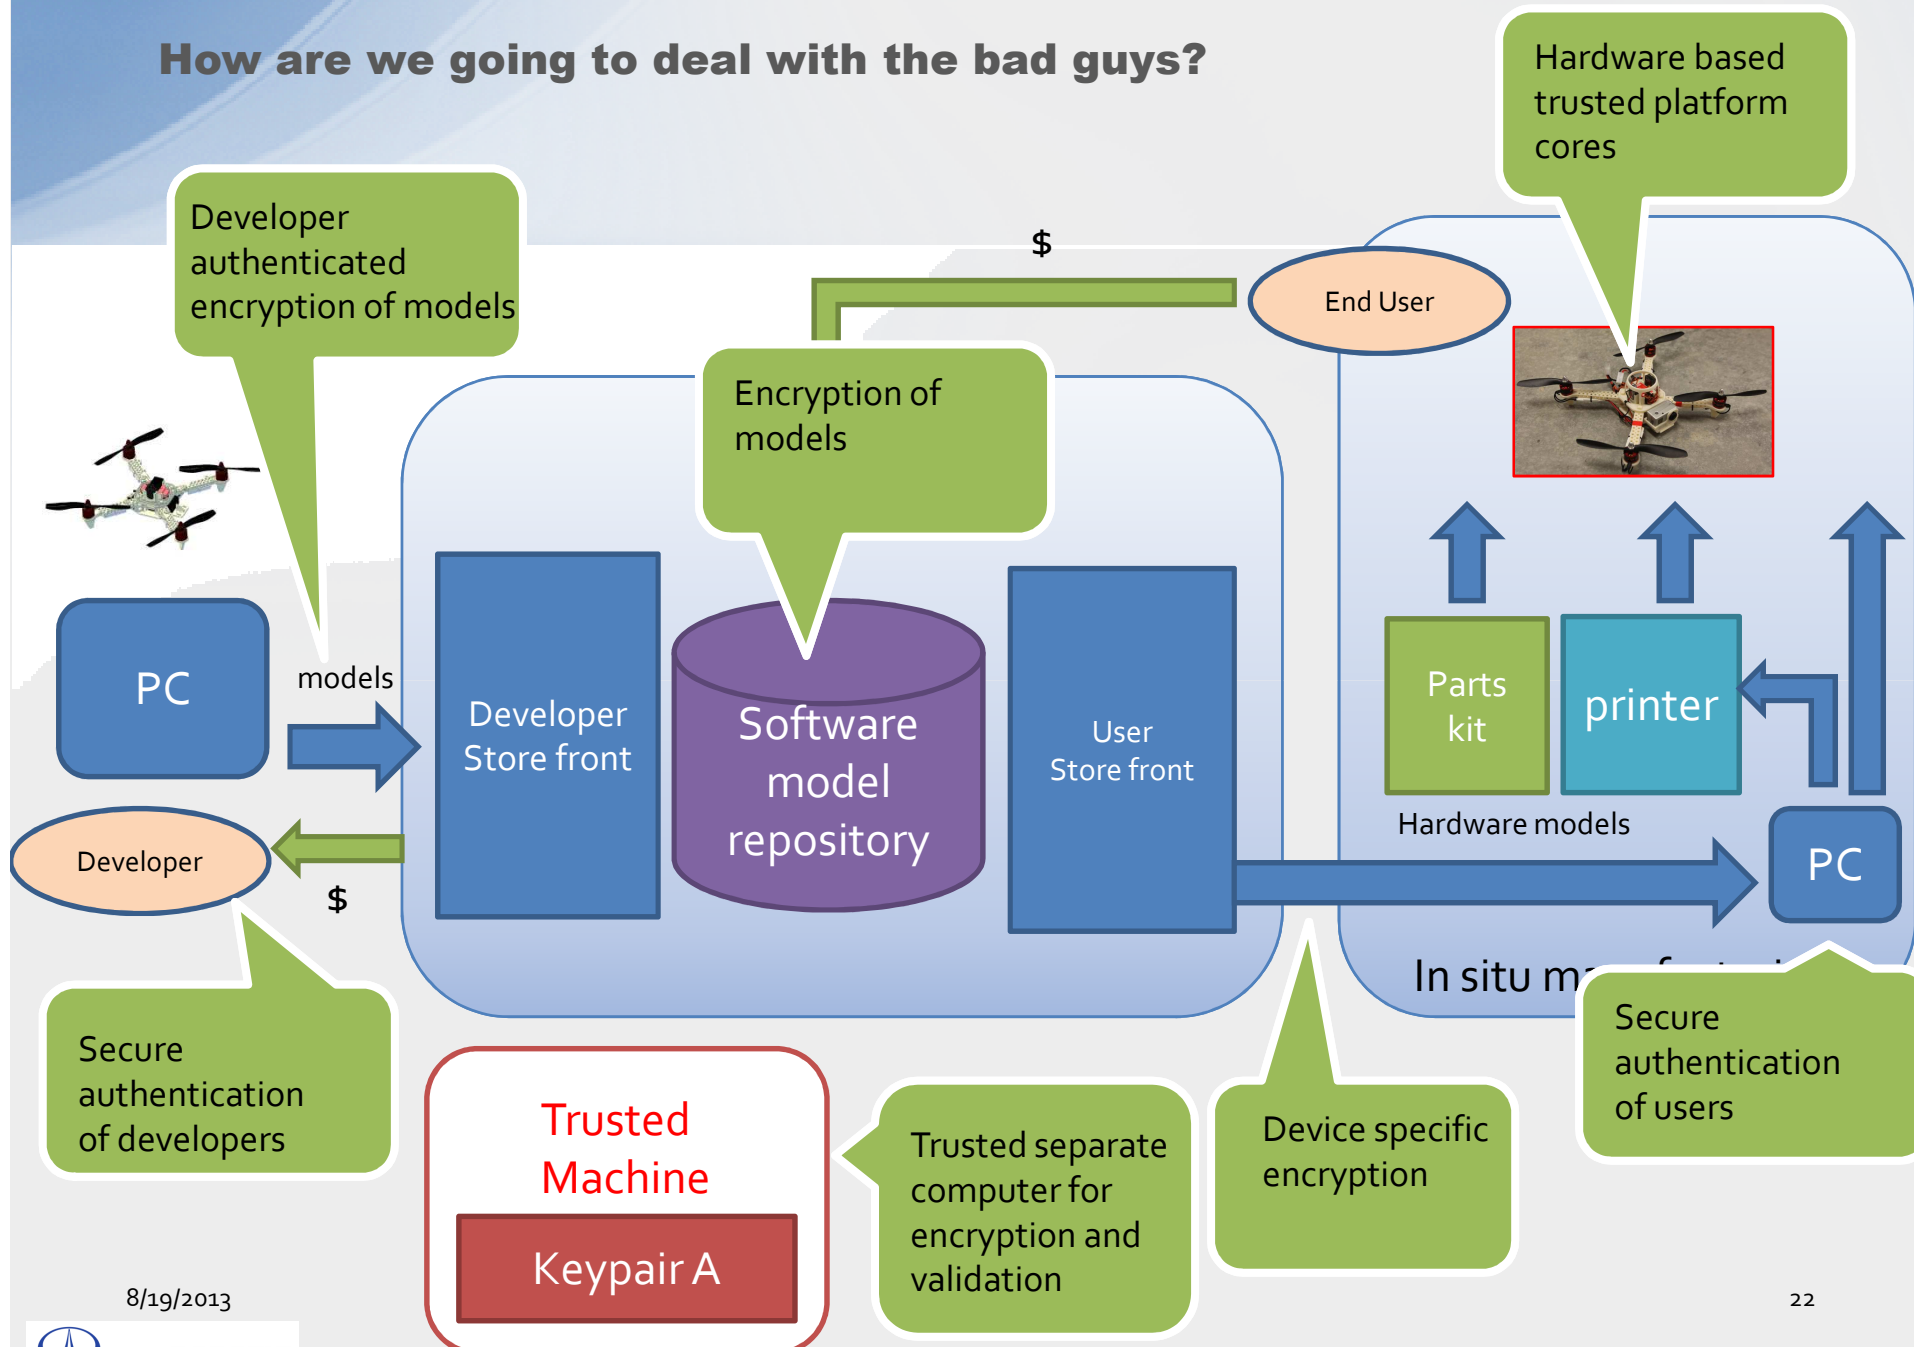 How are we going to deal with the bad guys?
Hardware based
trusted platform
cores
Developer
authenticated
encryption of models
$
End User
Encryption of
models
PC
models
Developer
Store front
Software
model
repository
User
Store front
Parts
kit
printer
Hardware models
PC
Developer
$
In situ
Secure
authentication
of developers
Trusted
Machine
Keypair A
Trusted separate
computer for
encryption and
validation
Device specific
encryption
Secure
authentication
of users
8/19/2013
22